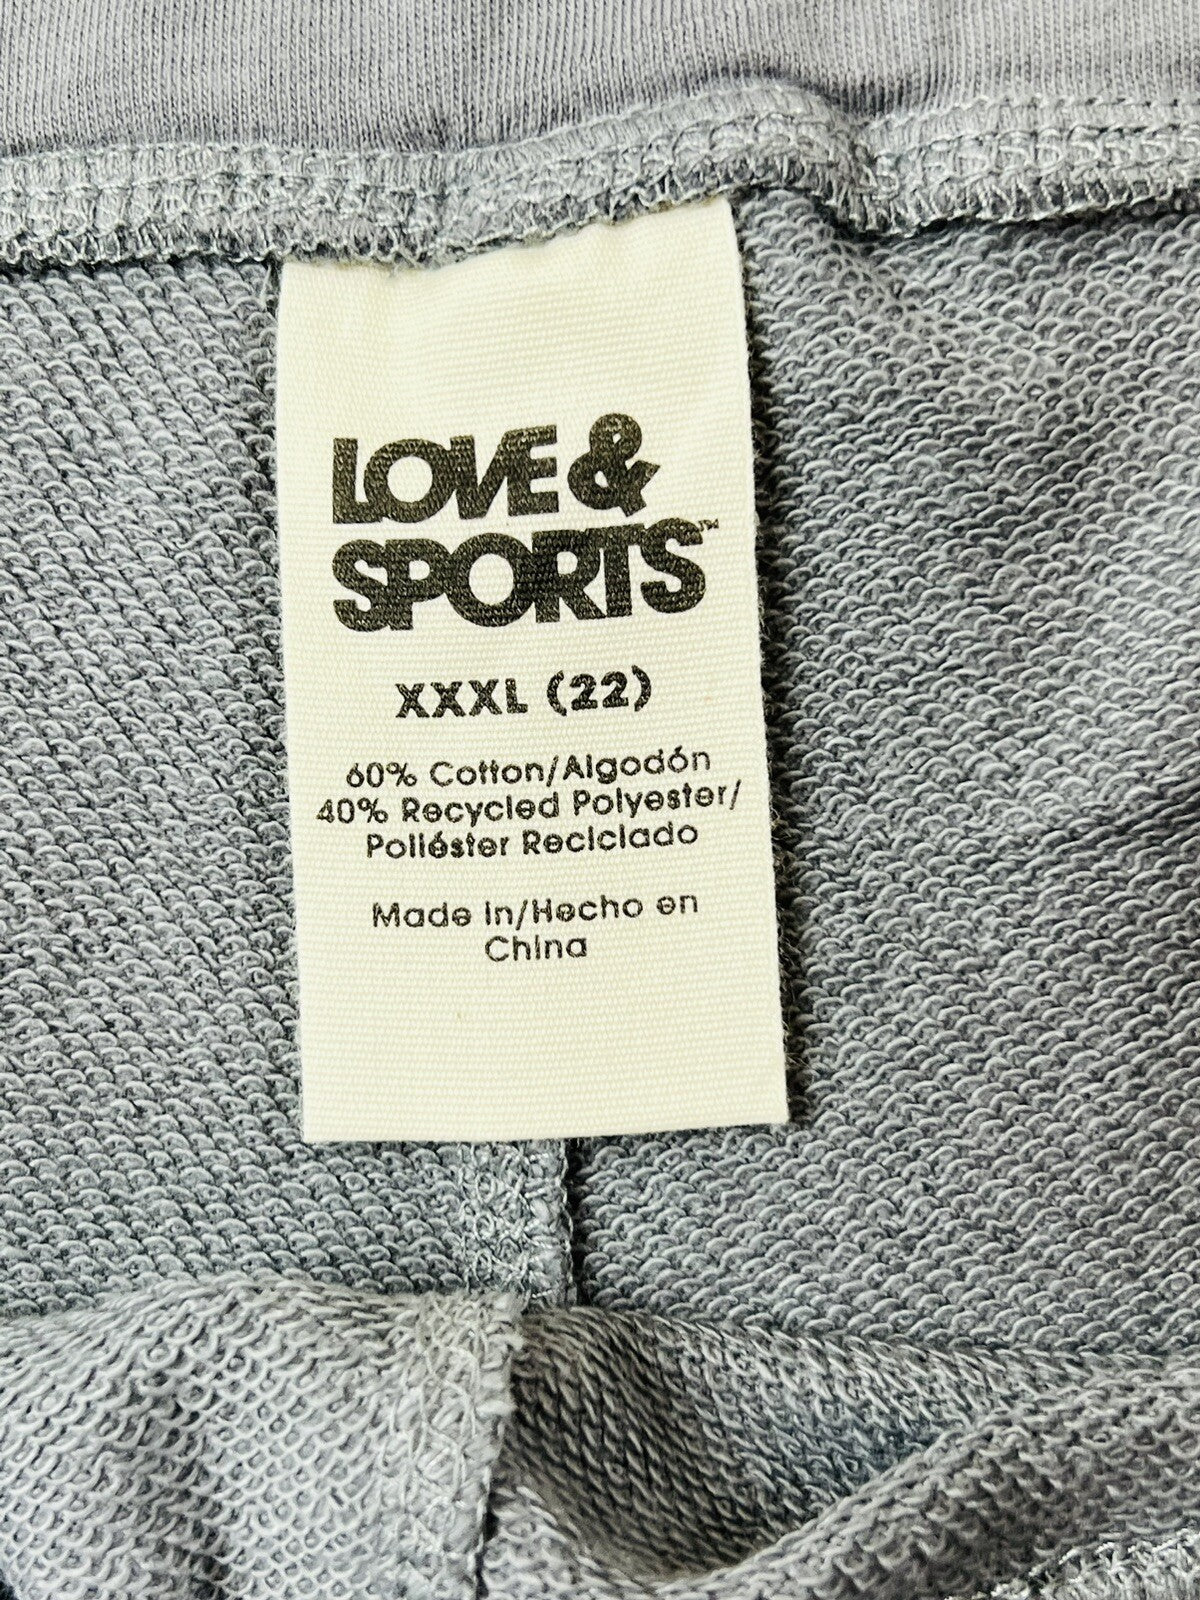 LOVE &
SPORTS™
XXXL (22)
60% Cotton/Algodón
40% Recycled Polyester/
Poliéster Reciclado
Made in/Hecho en
China